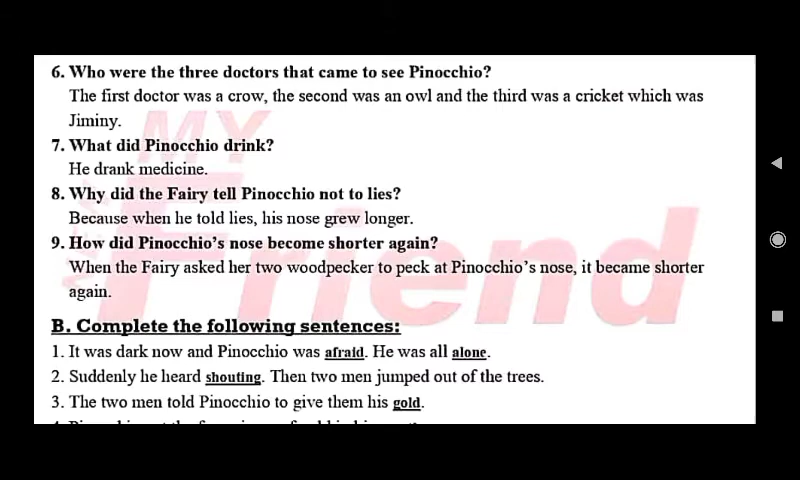 6. Who were the three doctors that came to see Pinocchio?
The first doctor was a crow, the second was an owl and the third was a cricket which was
Jiminy.
7. What did Pinocchio drink?
He drank medicine.
8. Why did the Fairy tell Pinocchio not to lies?
Because when he told lies, his nose grew longer.
9. How did Pinocchio's nose become shorter again?
When the Fairy asked her two woodpecker to peck at Pinocchio's nose, it became shorter
again.
B. Complete the following sentences:
1. It was dark now and Pinocchio was afraid. He was all alone.
2. Suddenly he heard shouting. Then two men jumped out of the trees.
3. The two men told Pinocchio to give them his gold.
MY
Friend